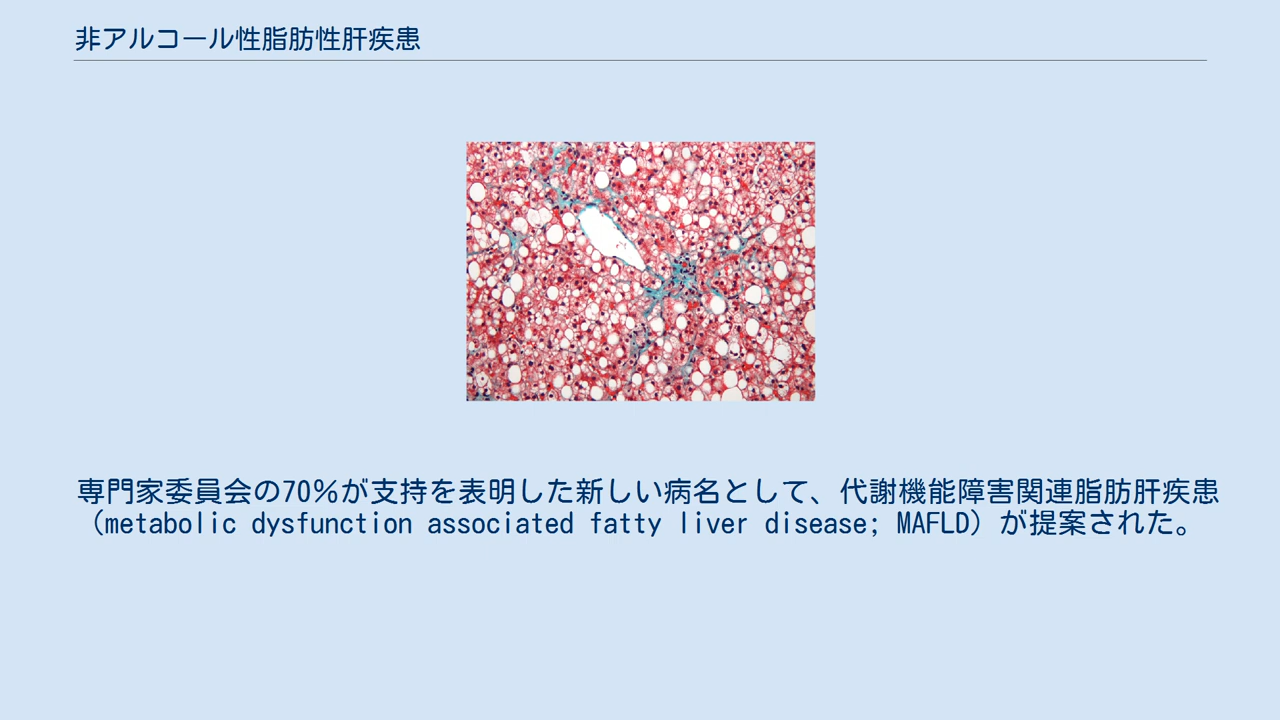 非アルコール性脂肪性肝疾患
専門家委員会の70％が支持を表明した新しい病名として、代謝機能障害関連脂肪肝疾患
（metabolic dysfunction associated fatty liver disease; MAFLD）が提案された。